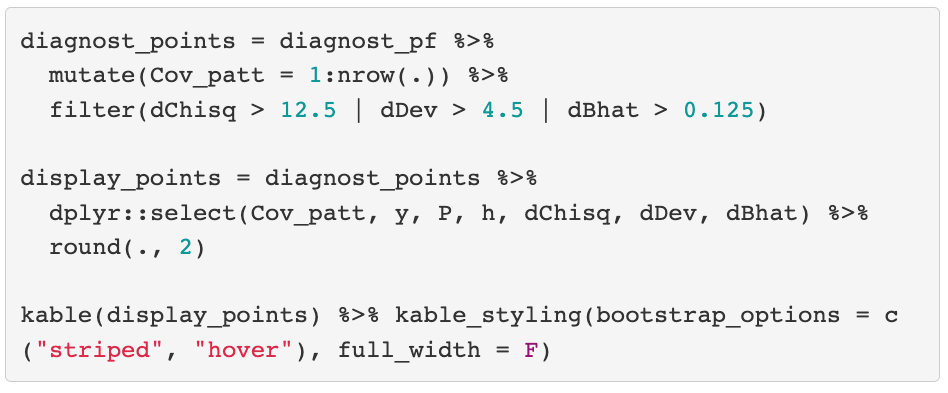 diagnost_points = diagnost_pf %>%
  mutate(Cov_patt = 1:nrow(.)) %>%
  filter(dChisq > 12.5 | dDev > 4.5 | dBhat > 0.125)

display_points = diagnost_points %>%
  dplyr::select(Cov_patt, y, P, h, dChisq, dDev, dBhat) %>%
  round(., 2)

kable(display_points) %>% kable_styling(bootstrap_options = c
("striped", "hover"), full_width = F)